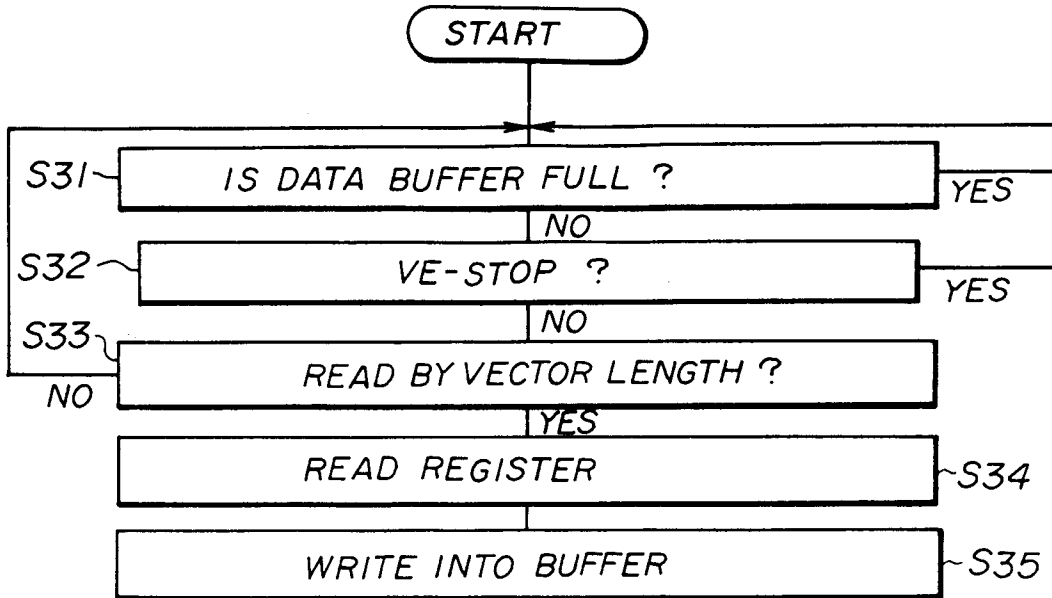 START
S31
IS DATA BUFFER FULL ?
YES
NO
S32
VE-STOP ?
YES
NO
S33
READ BY VECTOR LENGTH ?
NO
YES
READ REGISTER
S34
WRITE INTO BUFFER
S35